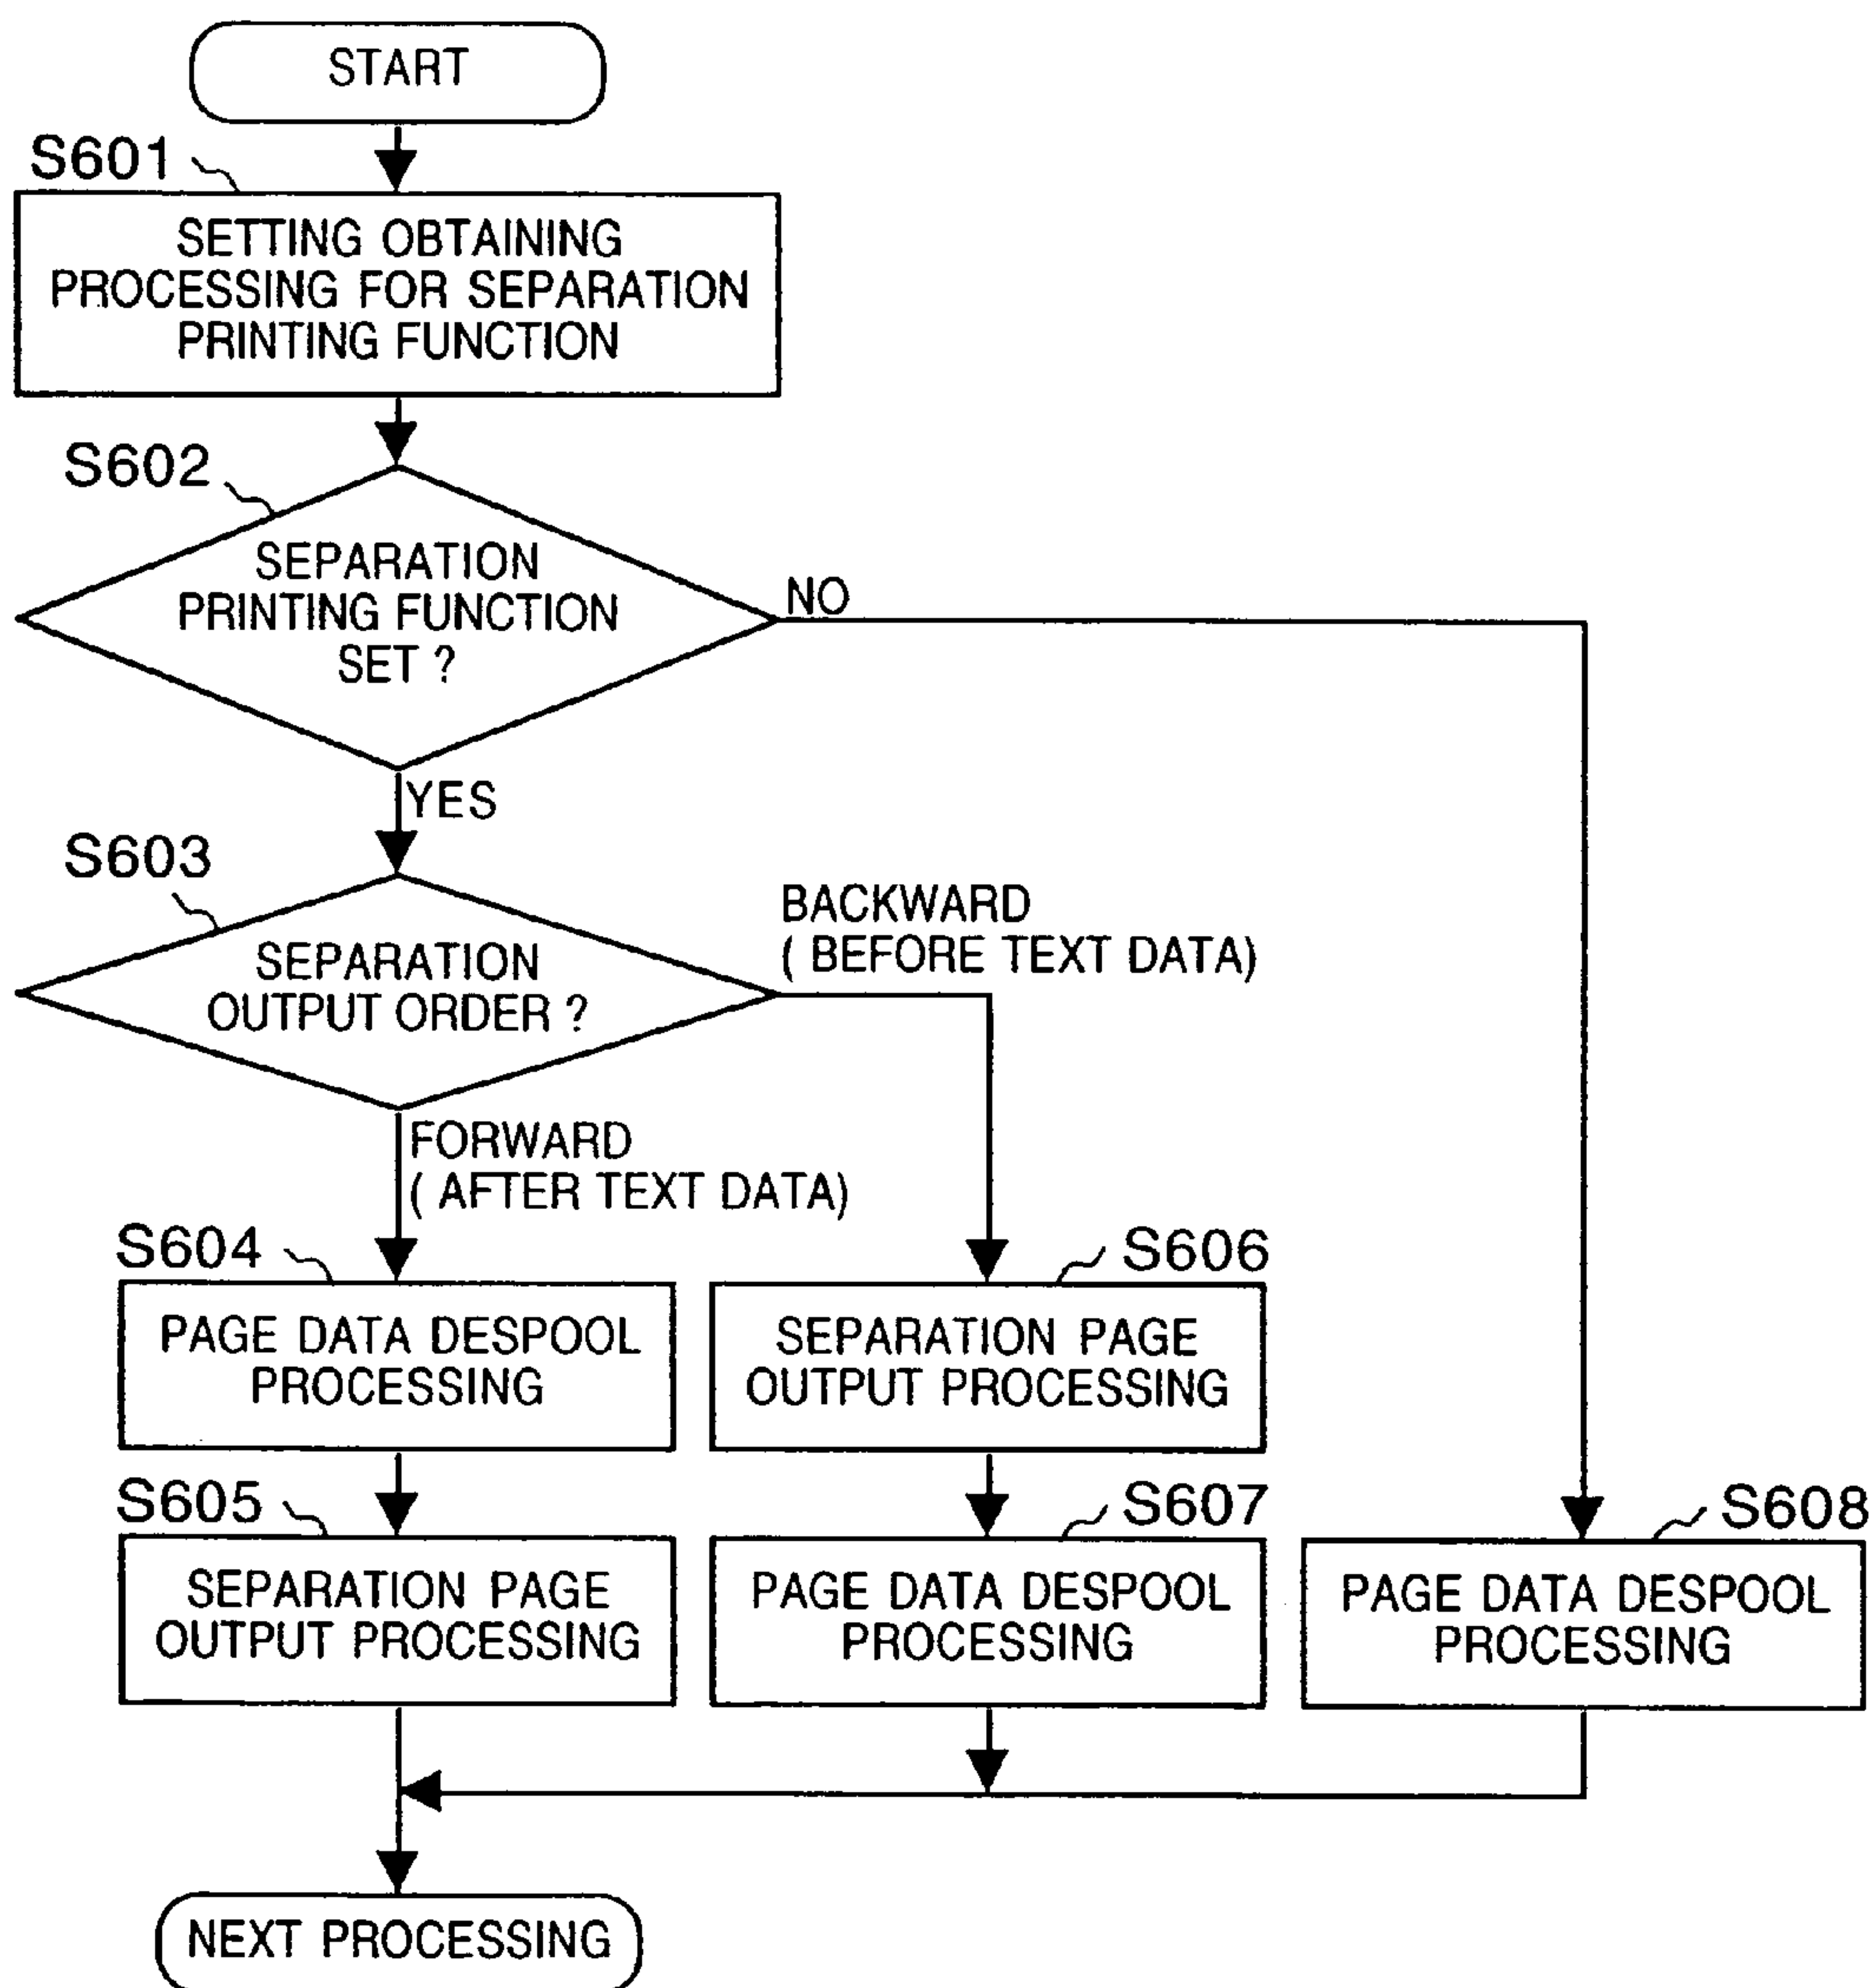 START
S601
SETTING OBTAINING
PROCESSING FOR SEPARATION
PRINTING FUNCTION
S602
SEPARATION
PRINTING FUNCTION
SET ?
NO
YES
S603
SEPARATION
OUTPUT ORDER ?
BACKWARD
( BEFORE TEXT DATA)
FORWARD
( AFTER TEXT DATA)
S604
PAGE DATA DESPOOL
PROCESSING
S606
SEPARATION PAGE
OUTPUT PROCESSING
S605
SEPARATION PAGE
OUTPUT PROCESSING
S607
PAGE DATA DESPOOL
PROCESSING
S608
PAGE DATA DESPOOL
PROCESSING
NEXT PROCESSING